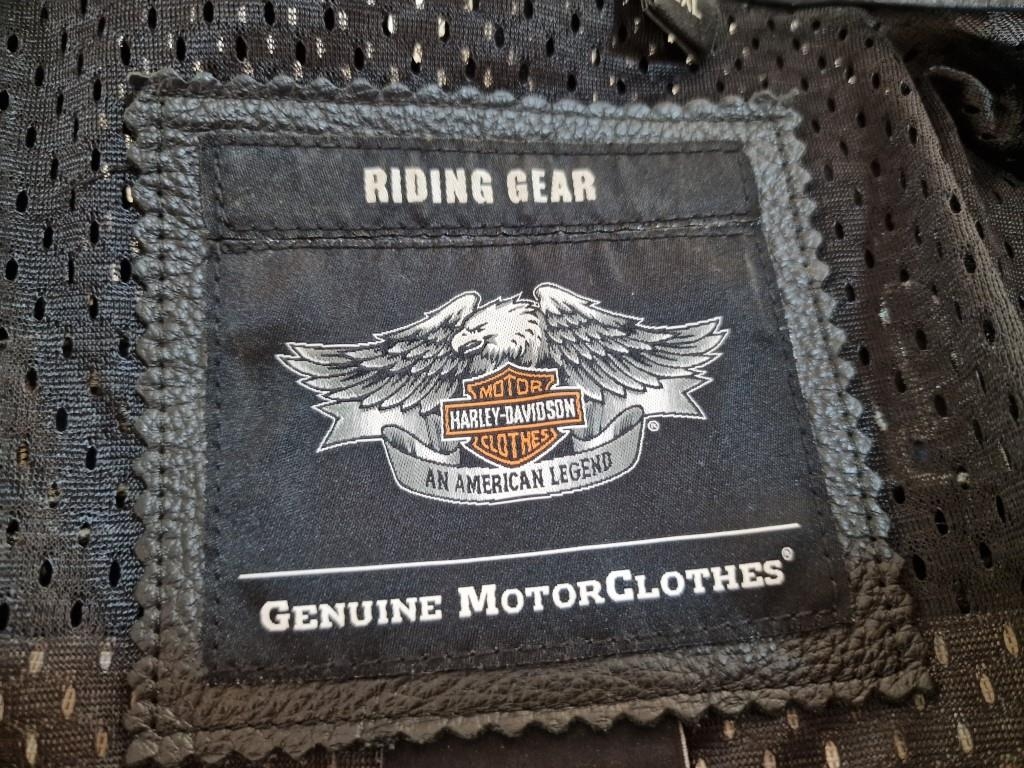 RIDING GEAR
MOTOR
HARLEY-DAVIDSON
CLOTHES
®
AN AMERICAN LEGEND
GENUINE MOTORCLOTHES®